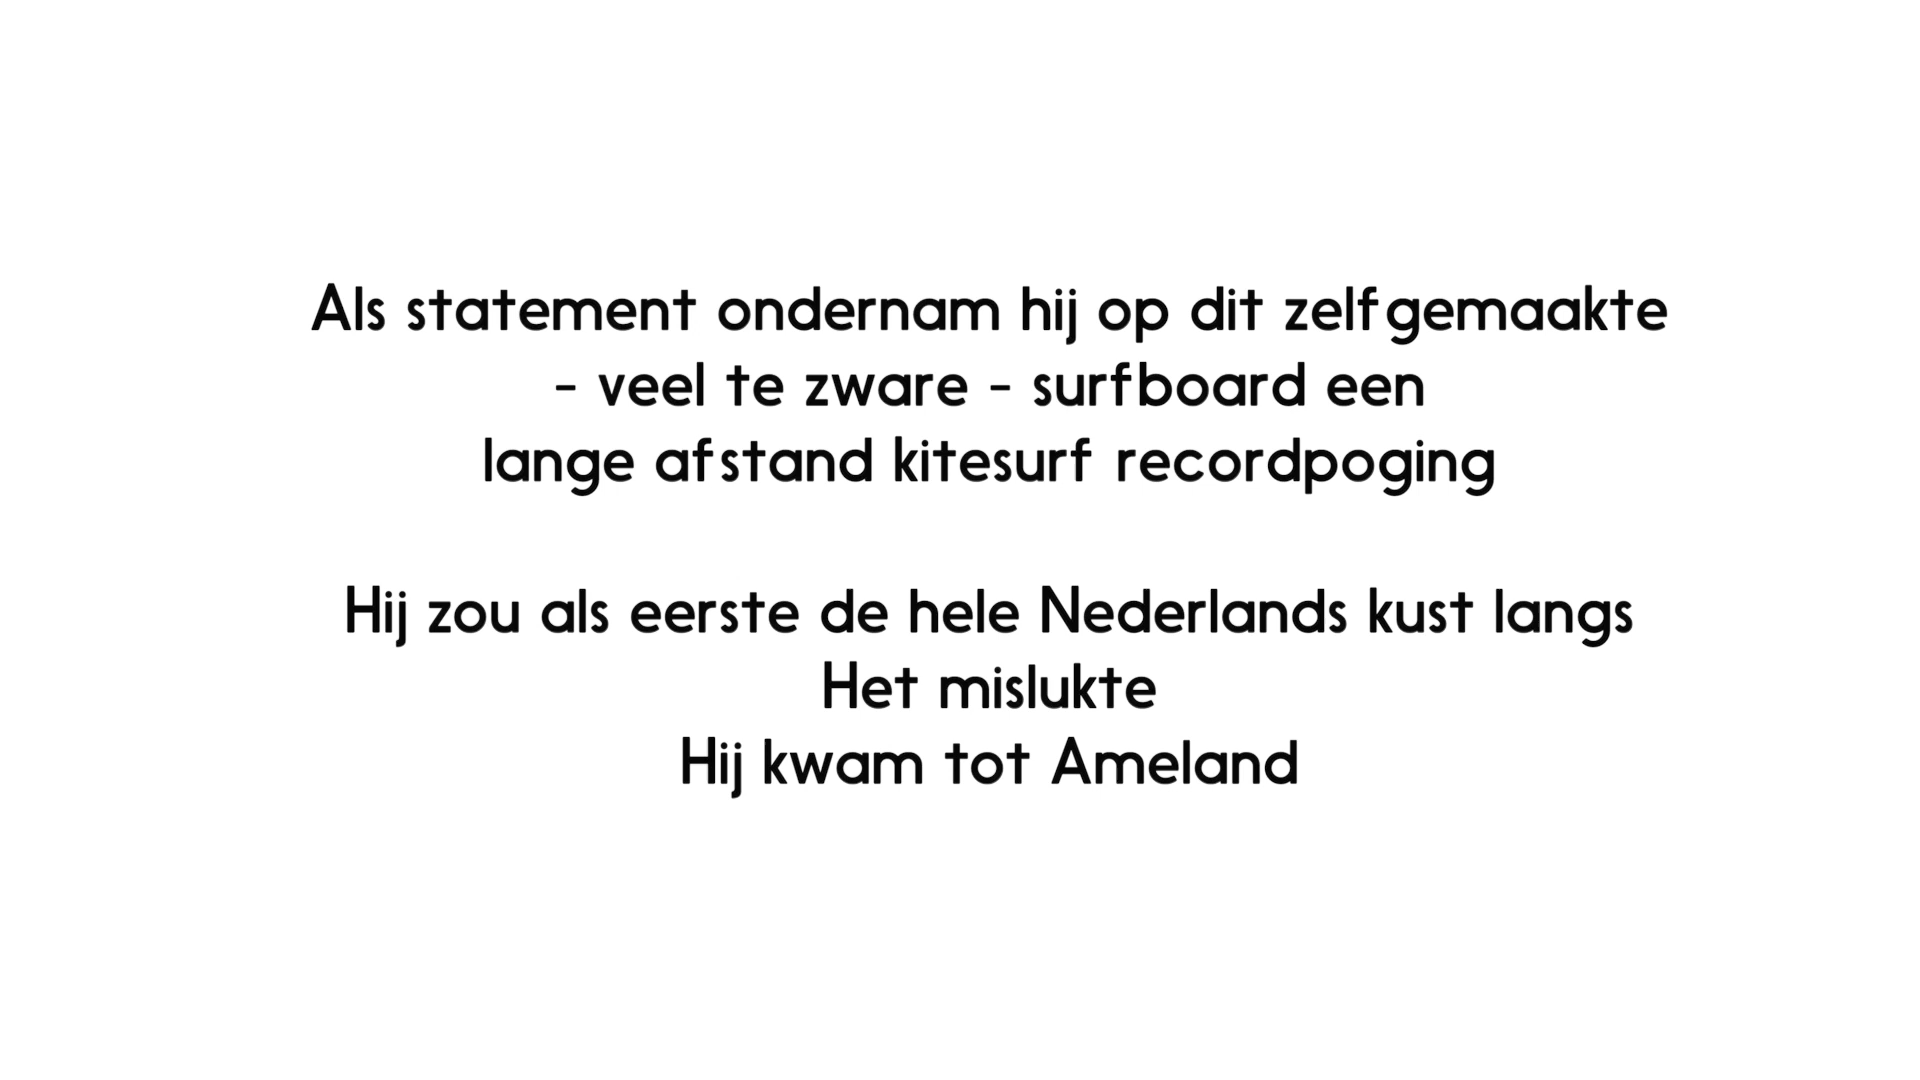 Als statement ondernam hij op dit zelfgemaakte
- veel te zware - surfboard een
lange afstand kitesurf recordpoging
Hij zou als eerste de hele Nederlands kust langs
Het mislukte
Hij kwam tot Ameland